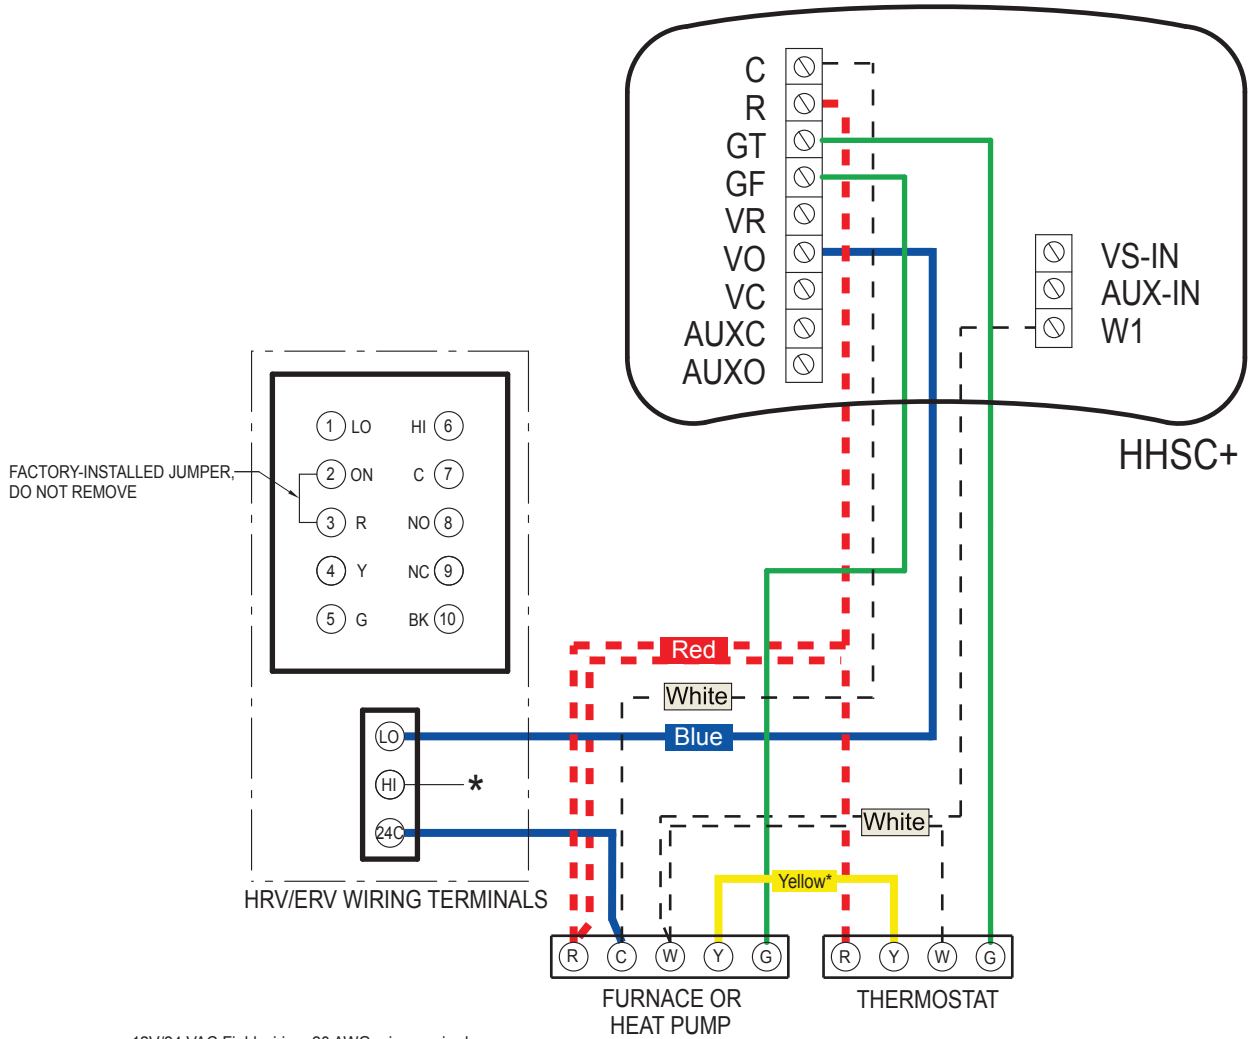 C
R
GT
GF
VR
VO
VC
AUXC
AUXO
VS-IN
AUX-IN
W1
HHSC+
FACTORY-INSTALLED JUMPER,
DO NOT REMOVE
1 LO HI 6
2 ON C 7
3 R NO 8
4 Y NC 9
5 G BK 10
Red
White
Blue
LO
HI *
24C
White
Yellow*
HRV/ERV WIRING TERMINALS
R C W Y G
R Y W G
FURNACE OR
HEAT PUMP
THERMOSTAT